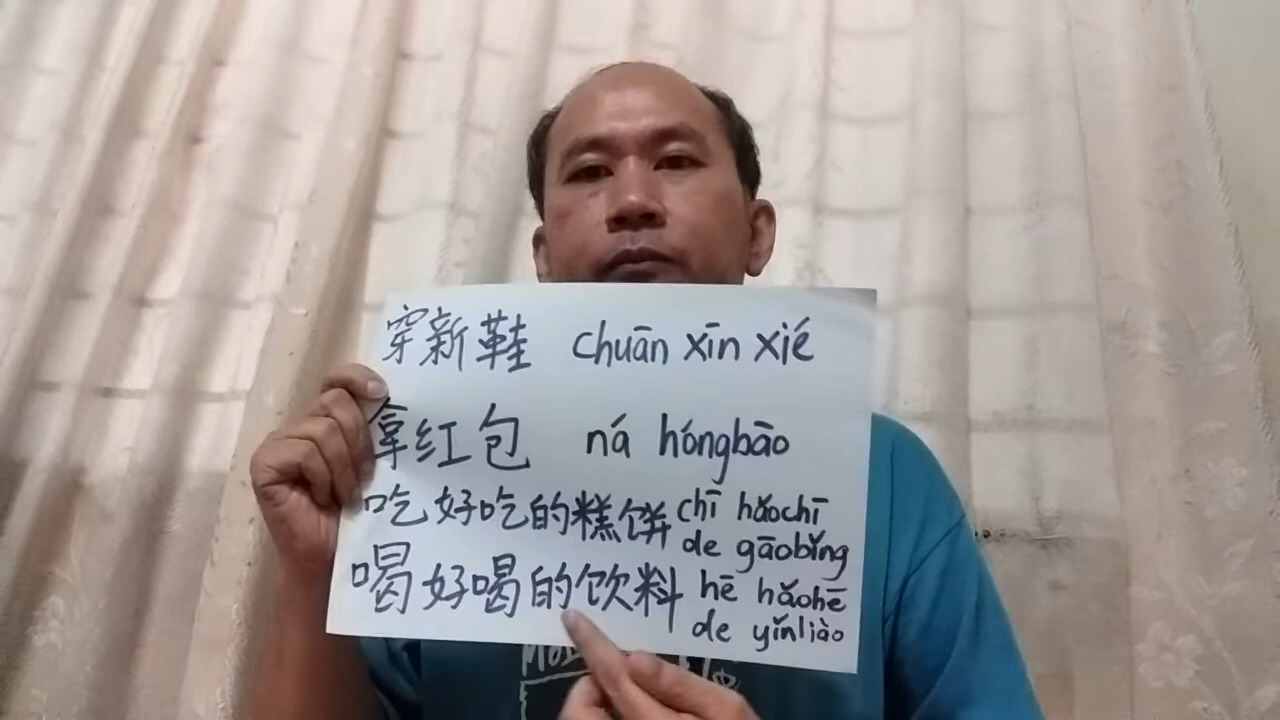 穿新鞋 chuān xīn xié
拿红包 ná hóngbāo
吃好吃的糕饼 chī hǎochī
de gāobǐng
喝好喝的饮料 hē hǎohē
de yǐnliào